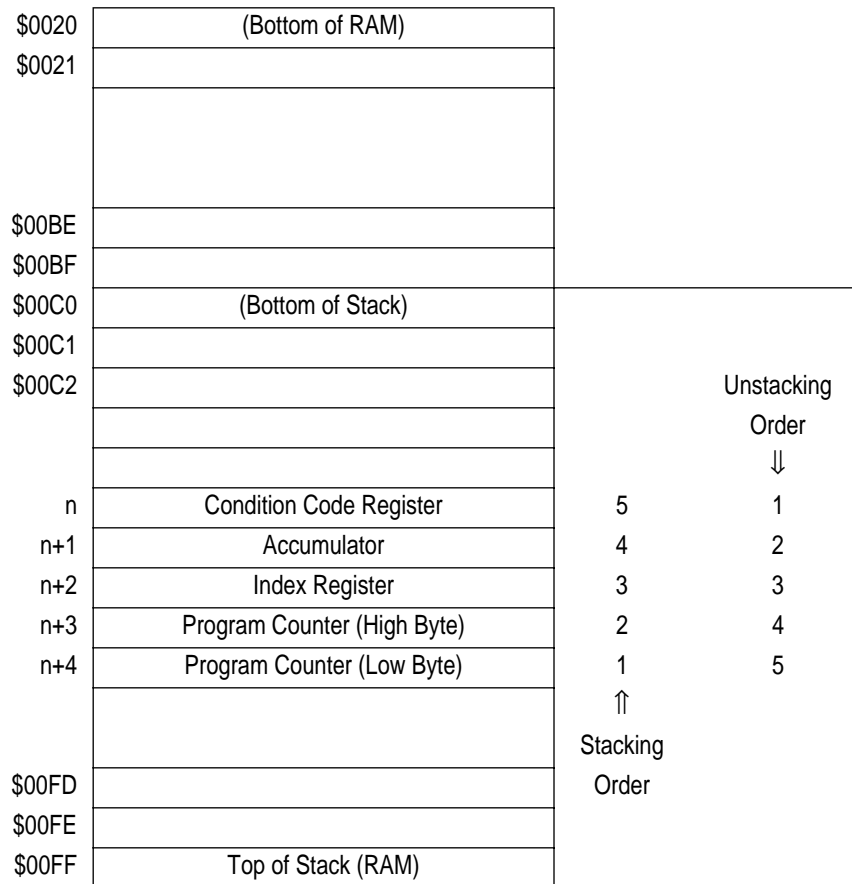 $0020 (Bottom of RAM)
$0021
$00BE
$00BF
$00C0 (Bottom of Stack)
$00C1
$00C2 Unstacking
Order
⇓
n Condition Code Register 5 1
n+1 Accumulator 4 2
n+2 Index Register 3 3
n+3 Program Counter (High Byte) 2 4
n+4 Program Counter (Low Byte) 1 5
⇑
Stacking
$00FD Order
$00FE
$00FF Top of Stack (RAM)